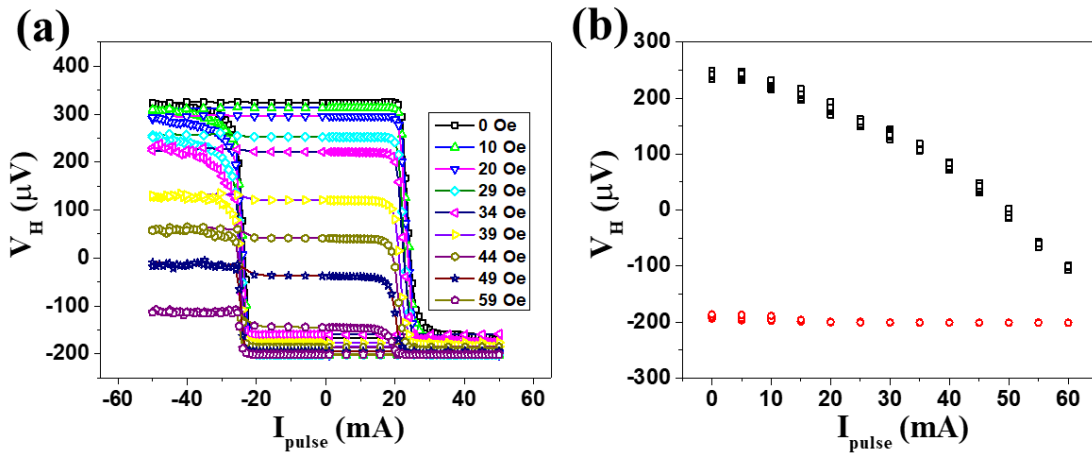 (a)
V_H (μV)
400
300
200
100
0
-100
-200
-60
-40
-20
0
20
40
60
I_pulse (mA)
0 Oe
10 Oe
20 Oe
29 Oe
34 Oe
39 Oe
44 Oe
49 Oe
59 Oe
(b)
V_H (μV)
300
200
100
0
-100
-200
-300
0
10
20
30
40
50
60
I_pulse (mA)